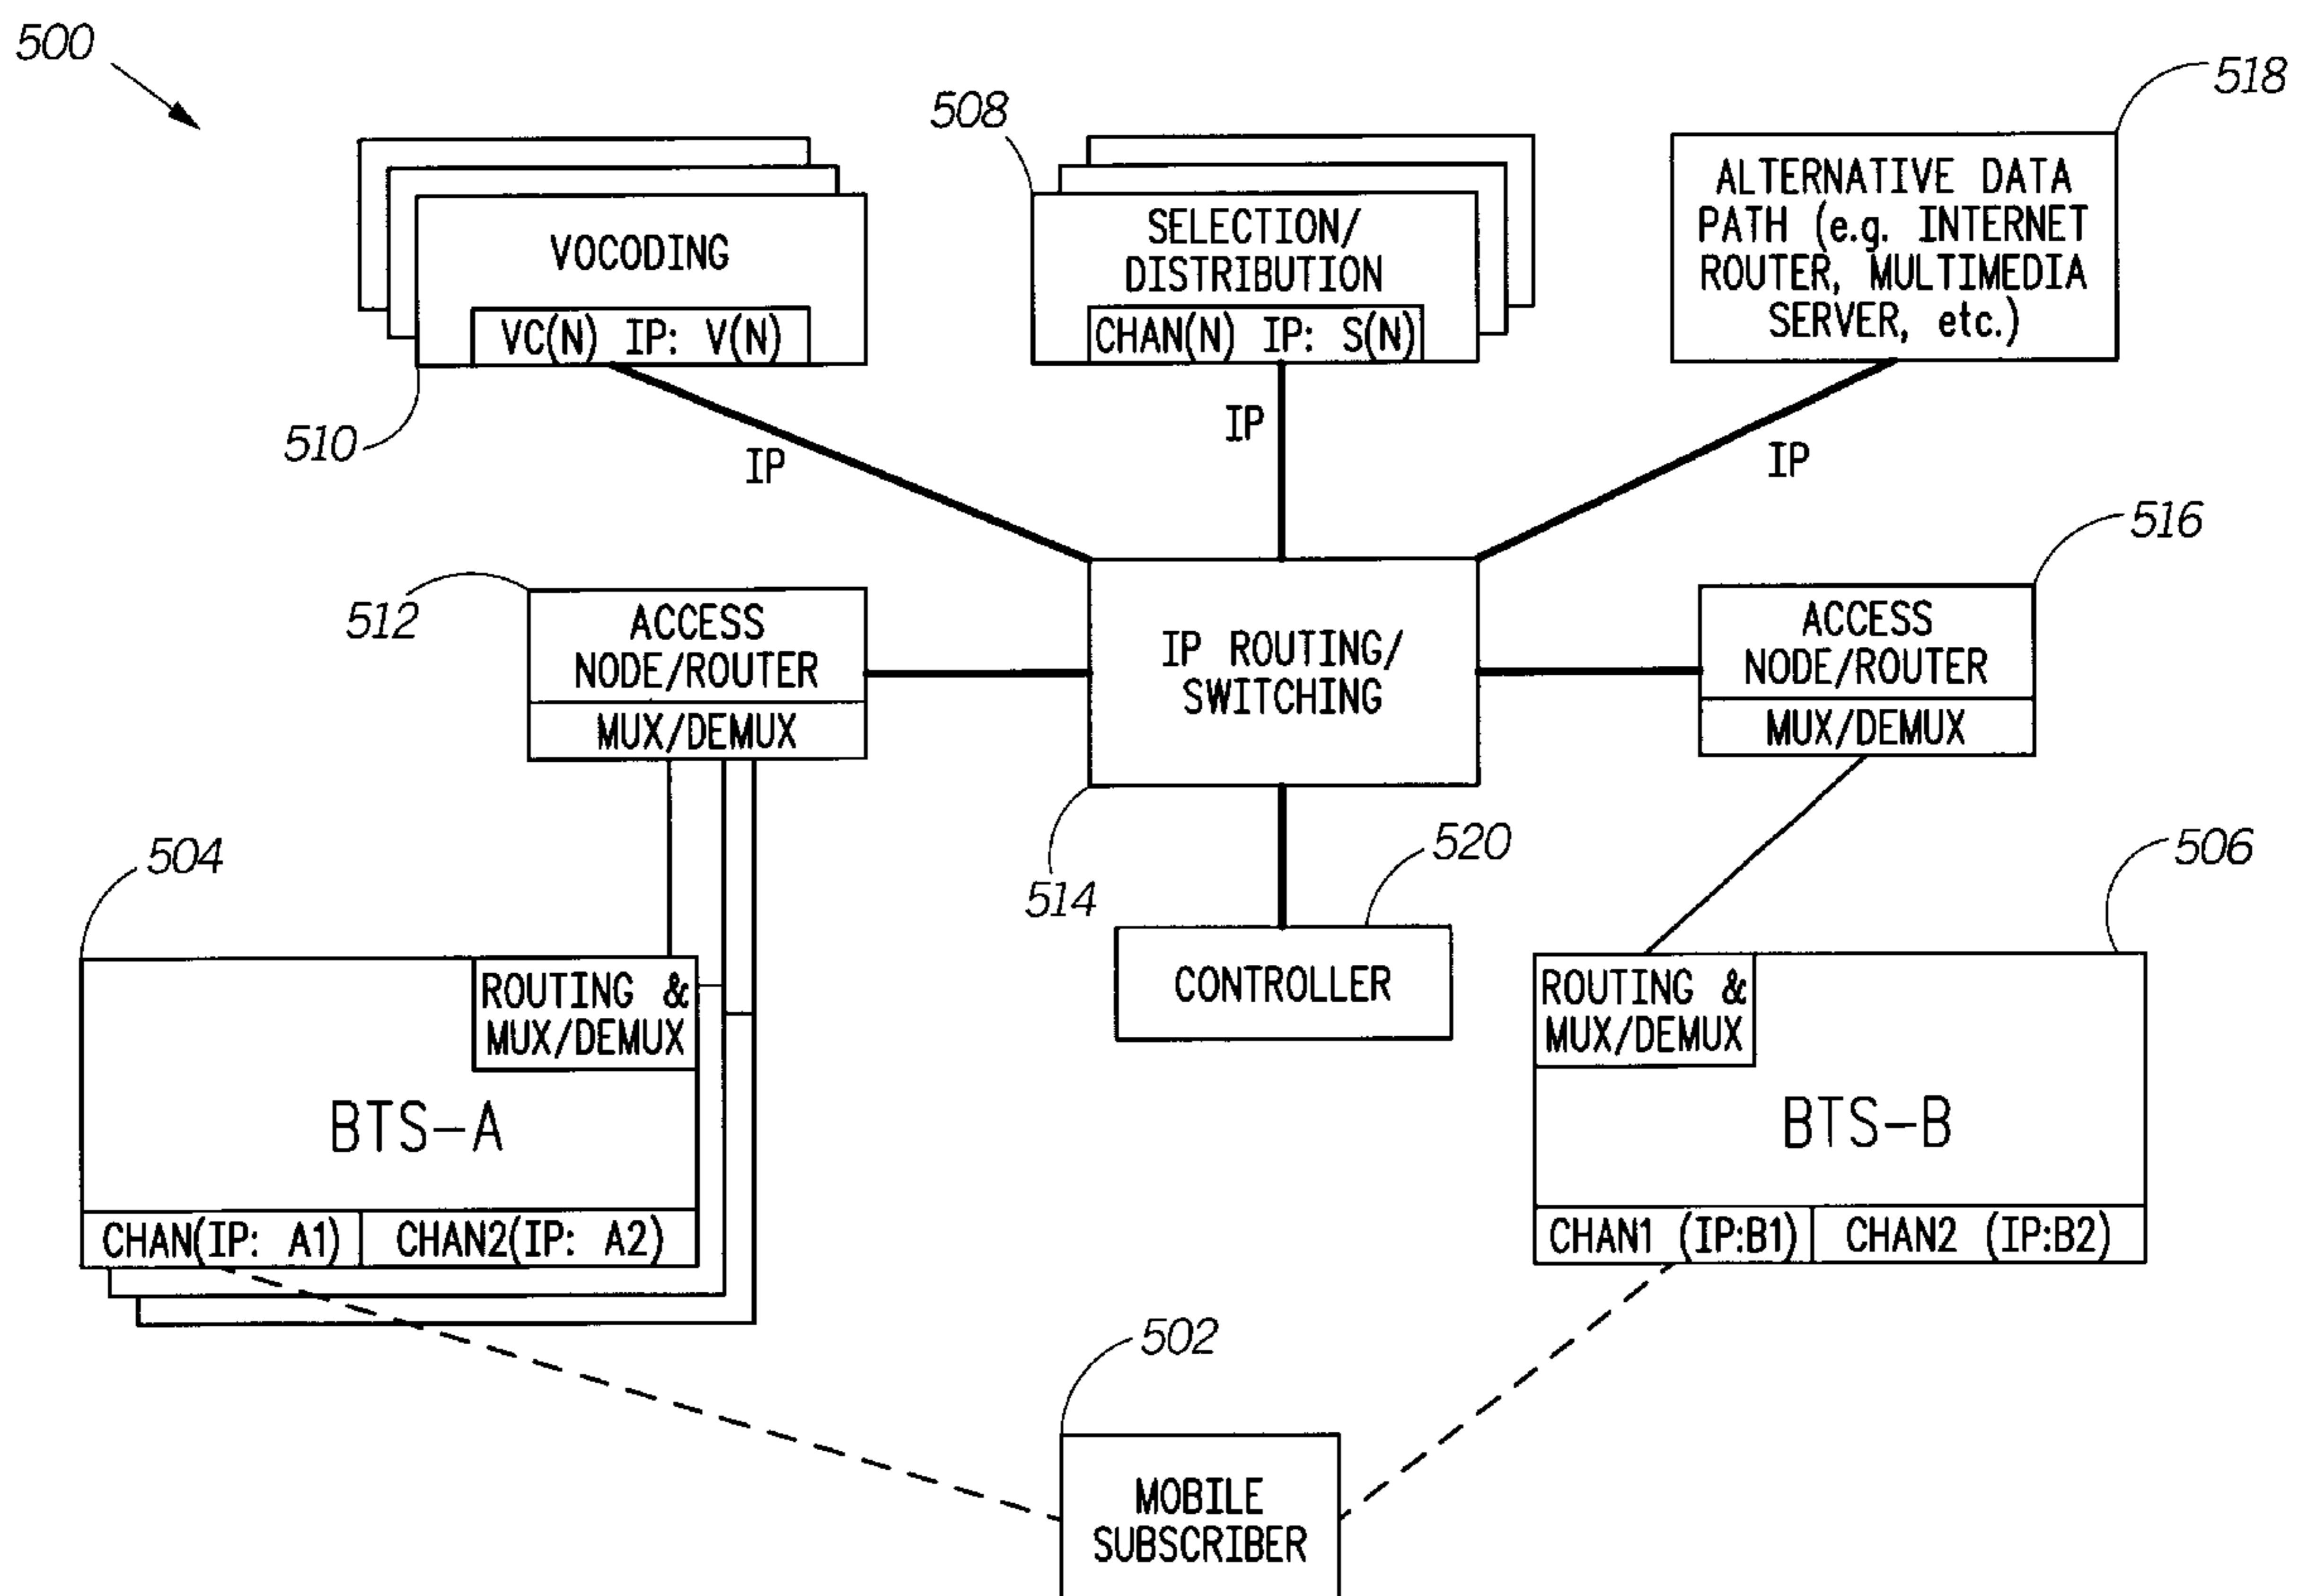 500
518
508
ALTERNATIVE DATA
PATH (e.g. INTERNET
ROUTER, MULTIMEDIA
SERVER, etc.)
VOCODING
VC(N) IP: V(N)
SELECTION/
DISTRIBUTION
CHAN(N) IP: S(N)
510
IP
IP
IP
516
512
ACCESS
NODE/ROUTER
MUX/DEMUX
IP ROUTING/
SWITCHING
ACCESS
NODE/ROUTER
MUX/DEMUX
504
514
520
506
ROUTING &
MUX/DEMUX
BTS-A
CHAN(IP: A1)
CHAN2(IP: A2)
CONTROLLER
ROUTING &
MUX/DEMUX
BTS-B
CHAN1 (IP:B1)
CHAN2 (IP:B2)
502
MOBILE
SUBSCRIBER